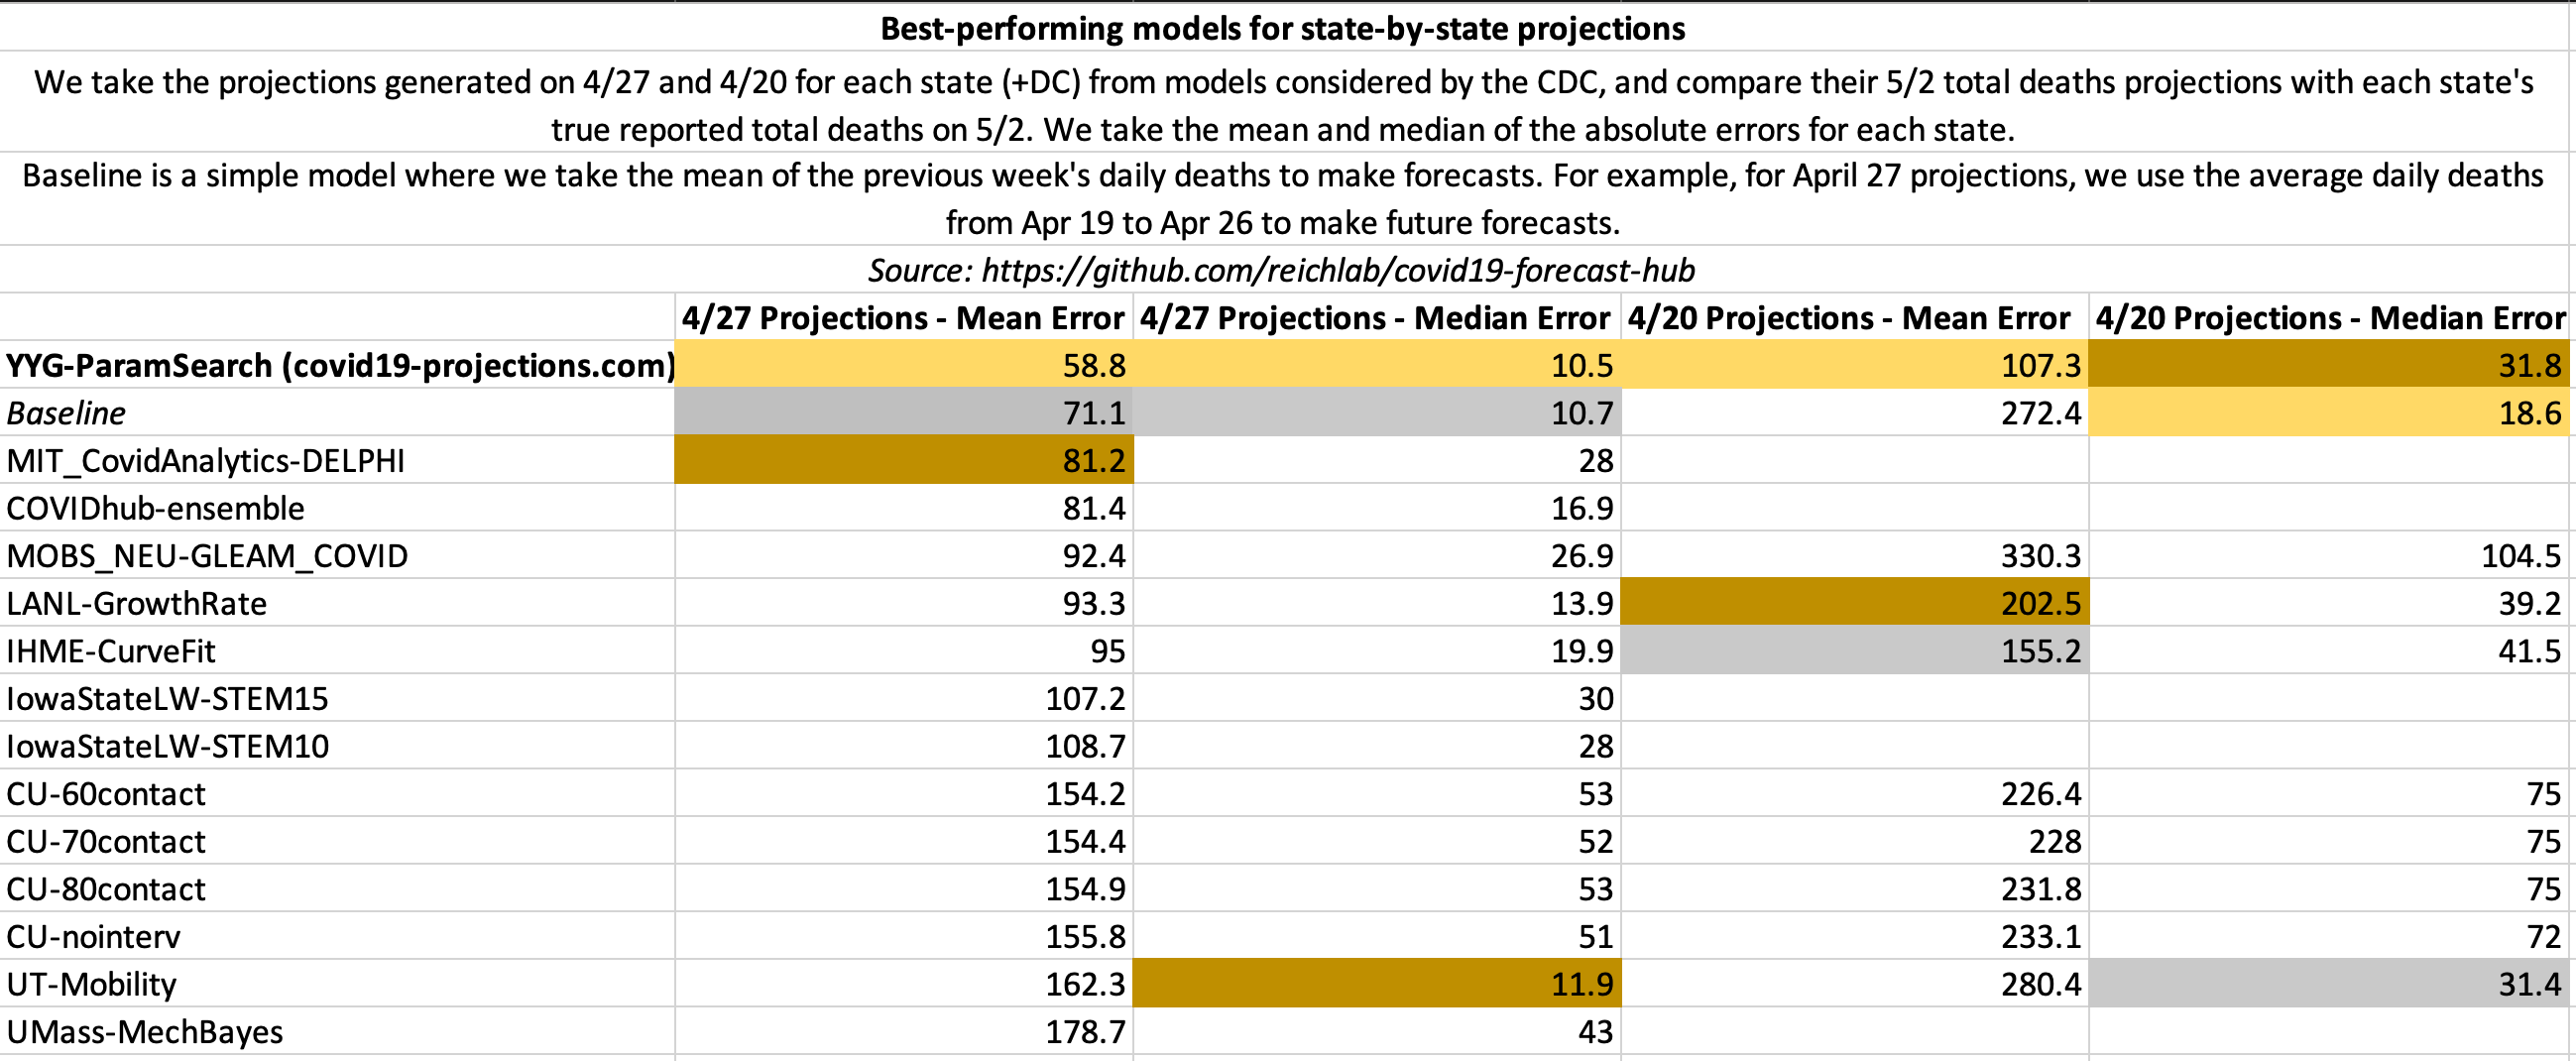 Best-performing models for state-by-state projections
We take the projections generated on 4/27 and 4/20 for each state (+DC) from models considered by the CDC, and compare their 5/2 total deaths projections with each state's
true reported total deaths on 5/2. We take the mean and median of the absolute errors for each state.
Baseline is a simple model where we take the mean of the previous week's daily deaths to make forecasts. For example, for April 27 projections, we use the average daily deaths
from Apr 19 to Apr 26 to make future forecasts.
Source: https://github.com/reichlab/covid19-forecast-hub
4/27 Projections - Mean Error 4/27 Projections - Median Error 4/20 Projections - Mean Error 4/20 Projections - Median Error
YYG-ParamSearch (covid19-projections.com) 58.8 10.5 107.3 31.8
Baseline 71.1 10.7 272.4 18.6
MIT_CovidAnalytics-DELPHI 81.2 28
COVIDhub-ensemble 81.4 16.9
MOBS_NEU-GLEAM_COVID 92.4 26.9 330.3 104.5
LANL-GrowthRate 93.3 13.9 202.5 39.2
IHME-CurveFit 95 19.9 155.2 41.5
IowaStateLW-STEM15 107.2 30
IowaStateLW-STEM10 108.7 28
CU-60contact 154.2 53 226.4 75
CU-70contact 154.4 52 228 75
CU-80contact 154.9 53 231.8 75
CU-nointerv 155.8 51 233.1 72
UT-Mobility 162.3 11.9 280.4 31.4
UMass-MechBayes 178.7 43